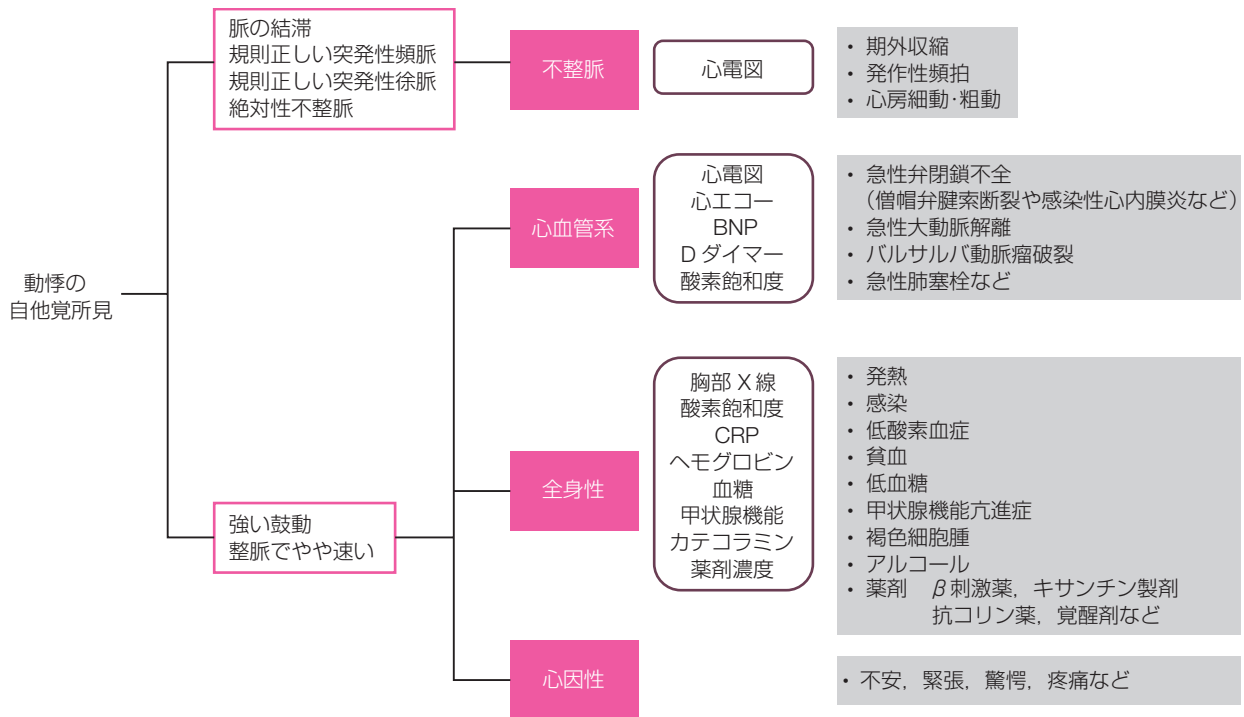 動悸の
自他覚所見
脈の結滞
規則正しい突発性頻脈
規則正しい突発性徐脈
絶対性不整脈
不整脈
心電図
・期外収縮
・発作性頻拍
・心房細動・粗動
強い鼓動
整脈でやや速い
心血管系
心電図
心エコー
BNP
D ダイマー
酸素飽和度
・急性弁閉鎖不全
（僧帽弁腱索断裂や感染性心内膜炎など）
・急性大動脈解離
・バルサルバ動脈瘤破裂
・急性肺塞栓など
全身性
胸部 X 線
酸素飽和度
CRP
ヘモグロビン
血糖
甲状腺機能
カテコラミン
薬剤濃度
・発熱
・感染
・低酸素血症
・貧血
・低血糖
・甲状腺機能亢進症
・褐色細胞腫
・アルコール
・薬剤　β刺激薬，キサンチン製剤
抗コリン薬，覚醒剤など
心因性
・不安，緊張，驚愕，疼痛など